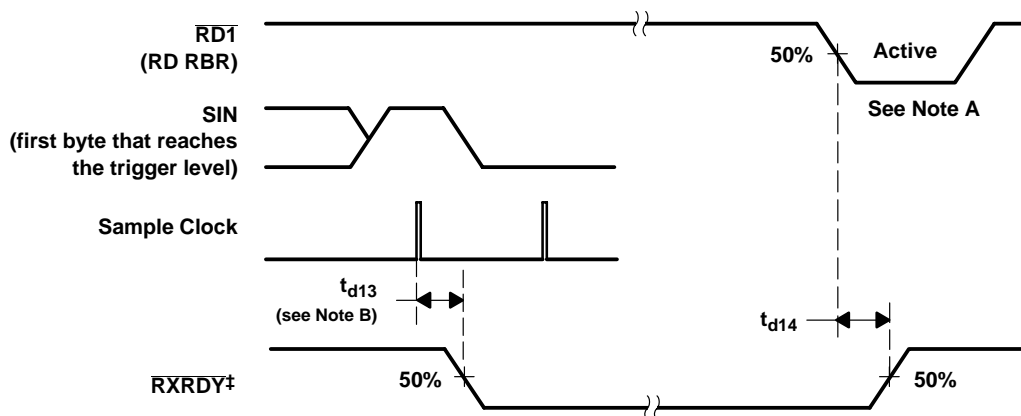 RD1
(RD RBR)
50%
Active
See Note A
SIN
(first byte that reaches
the trigger level)
Sample Clock
td13
(see Note B)
td14
RXRDY‡
50%
50%